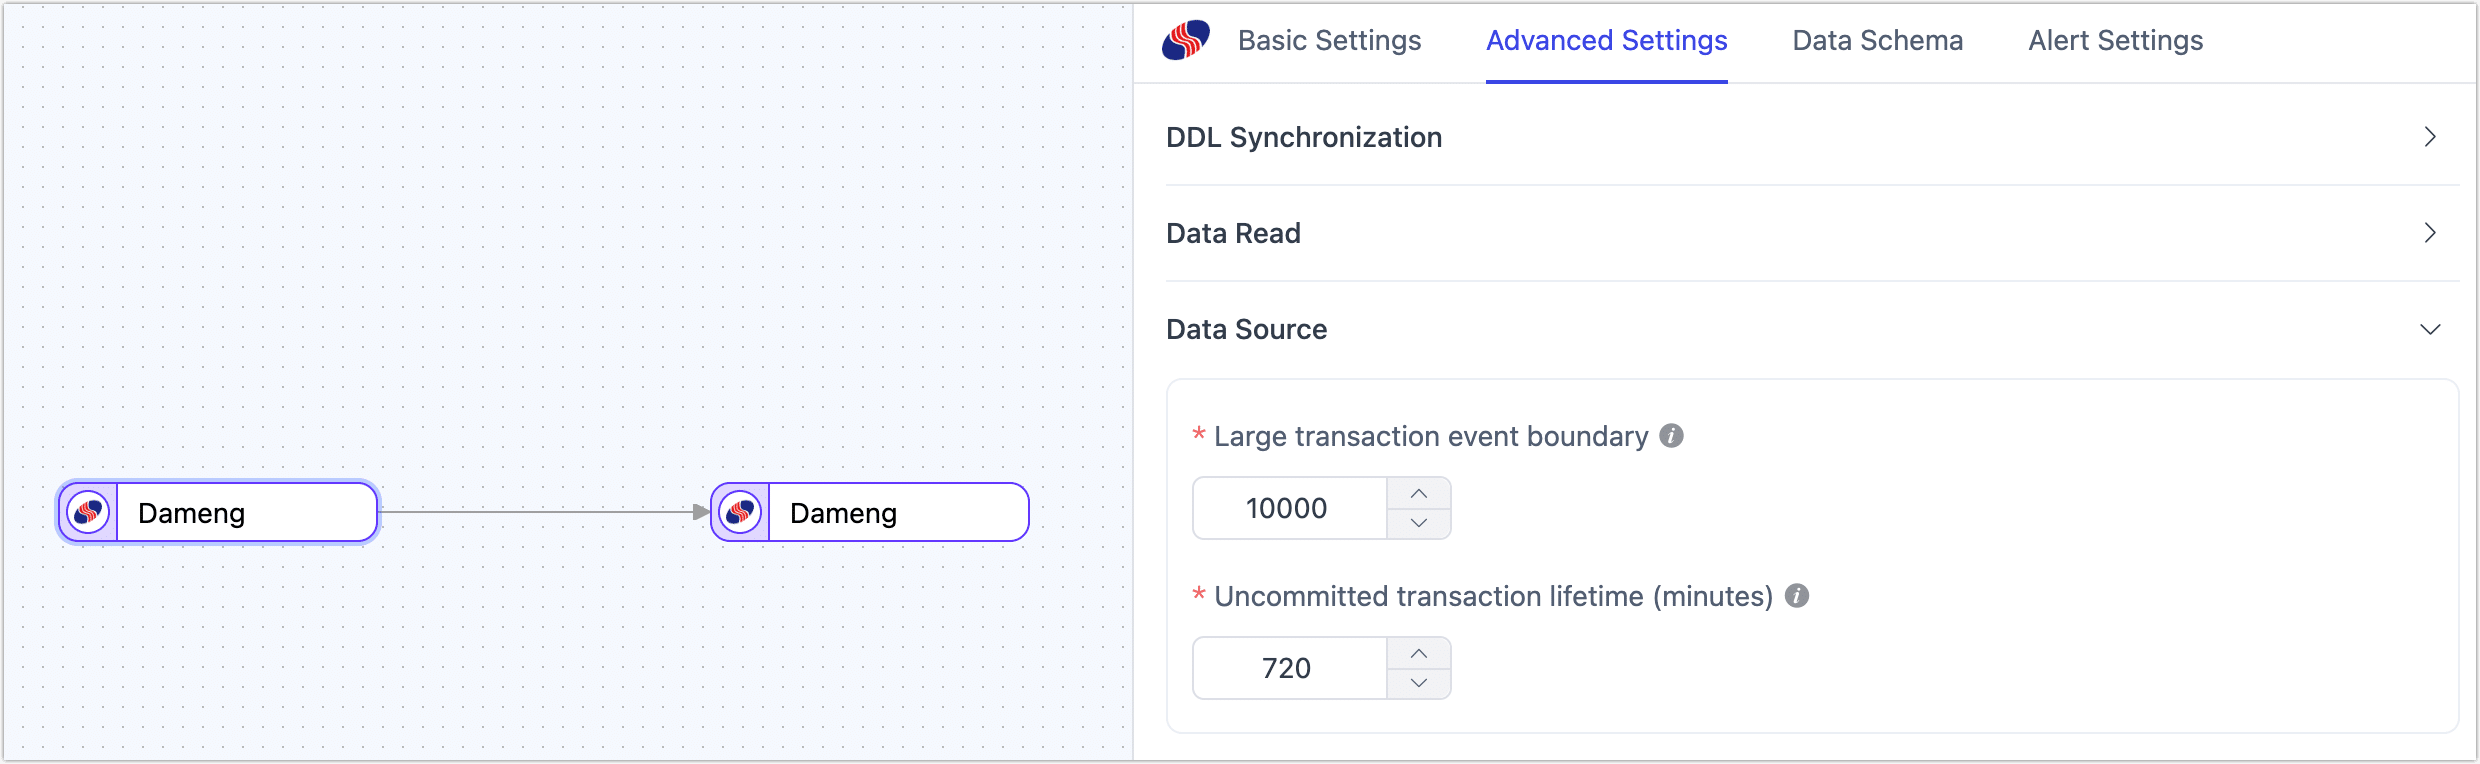 Basic Settings Advanced Settings Data Schema Alert Settings
DDL Synchronization
Data Read
Data Source
* Large transaction event boundary i
10000
* Uncommitted transaction lifetime (minutes) i
720
Dameng Dameng